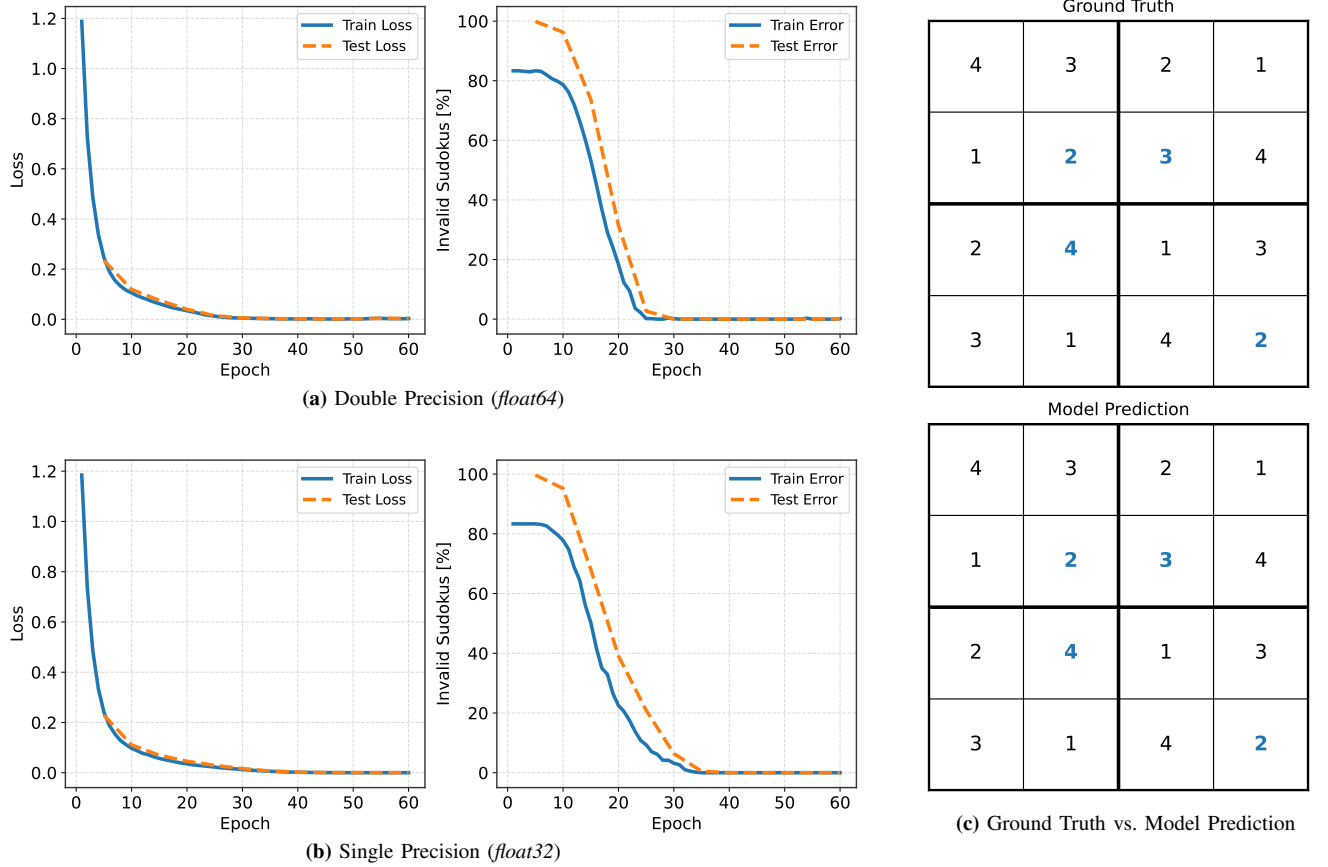 1.2
1.0
0.8
0.6
0.4
0.2
0.0
Loss
0 10 20 30 40 50 60
Epoch
Train Loss
Test Loss
100
80
60
40
20
0
Invalid Sudokus [%]
0 10 20 30 40 50 60
Epoch
Train Error
Test Error
(a) Double Precision (float64)
1.2
1.0
0.8
0.6
0.4
0.2
0.0
Loss
0 10 20 30 40 50 60
Epoch
Train Loss
Test Loss
100
80
60
40
20
0
Invalid Sudokus [%]
0 10 20 30 40 50 60
Epoch
Train Error
Test Error
(b) Single Precision (float32)
Ground Truth
4 3 2 1
1 2 3 4
2 4 1 3
3 1 4 2
Model Prediction
4 3 2 1
1 2 3 4
2 4 1 3
3 1 4 2
(c) Ground Truth vs. Model Prediction